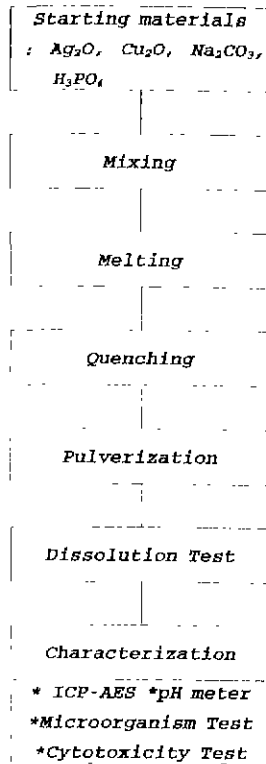 Starting materials
: Ag₂O, Cu₂O, Na₂CO₃,
H₃PO₄
Mixing
Melting
Quenching
Pulverization
Dissolution Test
Characterization
* ICP-AES *pH meter
*Microorganism Test
*Cytotoxicity Test